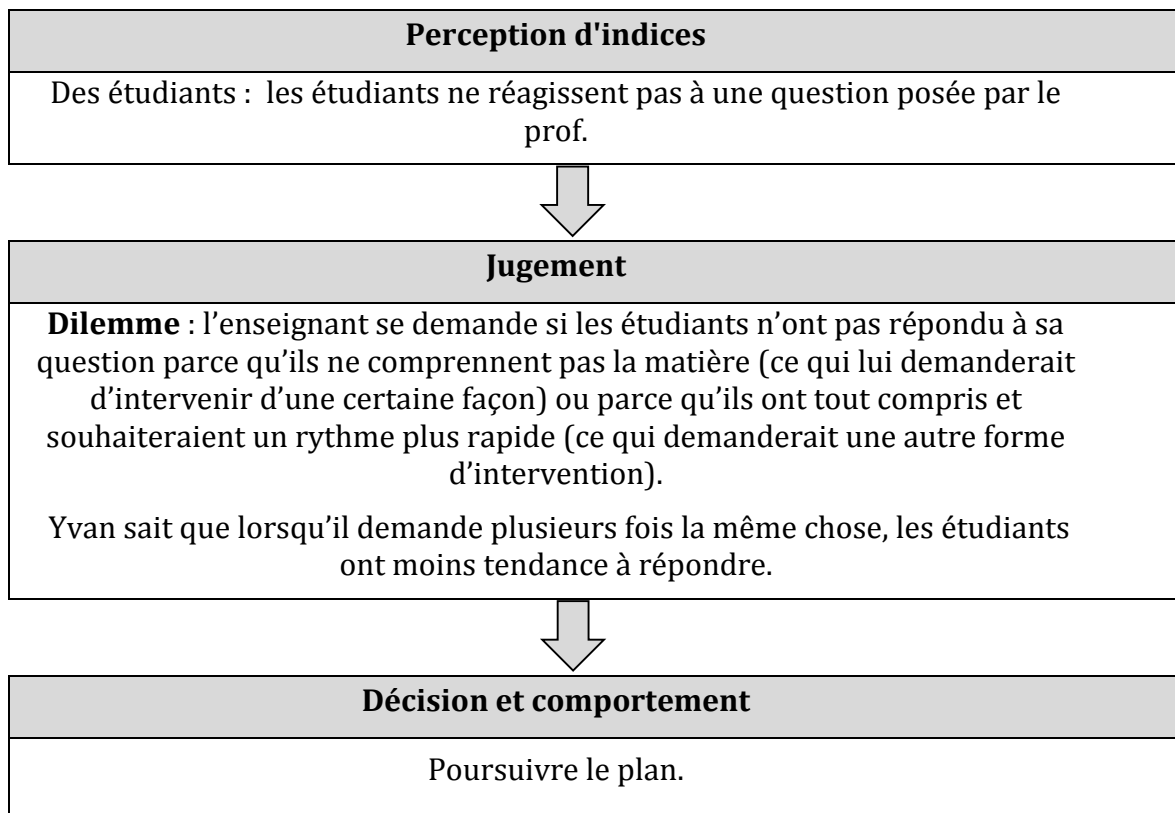 Perception d'indices
Des étudiants :  les étudiants ne réagissent pas à une question posée par le
prof.
Jugement
Dilemme : l’enseignant se demande si les étudiants n’ont pas répondu à sa
question parce qu’ils ne comprennent pas la matière (ce qui lui demanderait
d’intervenir d’une certaine façon) ou parce qu’ils ont tout compris et
souhaiteraient un rythme plus rapide (ce qui demanderait une autre forme
d’intervention).
Yvan sait que lorsqu’il demande plusieurs fois la même chose, les étudiants
ont moins tendance à répondre.
Décision et comportement
Poursuivre le plan.